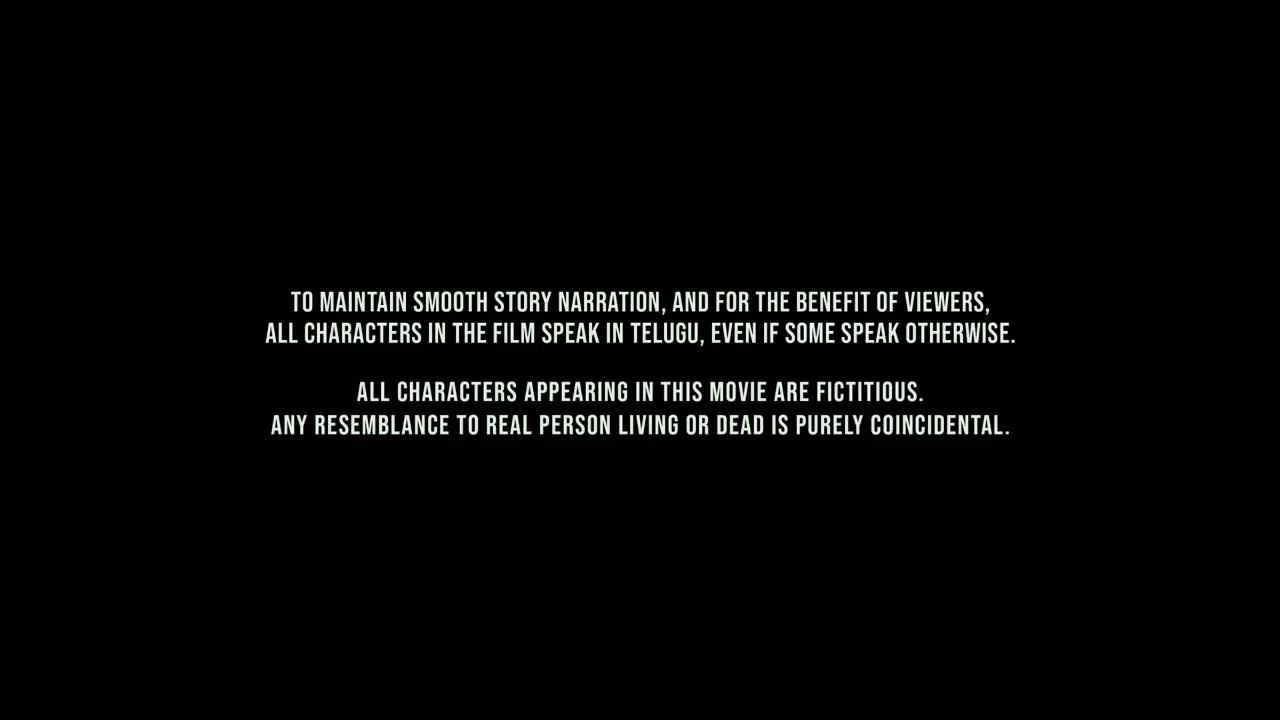 TO MAINTAIN SMOOTH STORY NARRATION, AND FOR THE BENEFIT OF VIEWERS,
ALL CHARACTERS IN THE FILM SPEAK IN TELUGU, EVEN IF SOME SPEAK OTHERWISE.
ALL CHARACTERS APPEARING IN THIS MOVIE ARE FICTITIOUS.
ANY RESEMBLANCE TO REAL PERSON LIVING OR DEAD IS PURELY COINCIDENTAL.